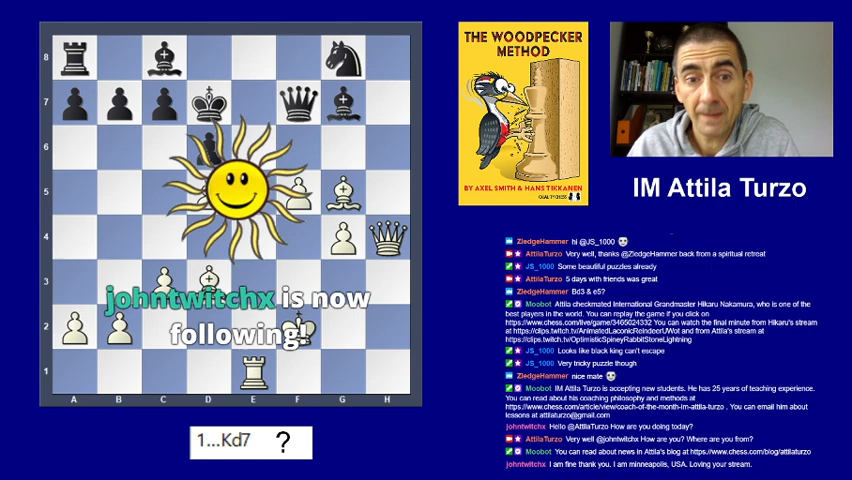 8
7
6
5
4
3
2
1
A B C D E F G H
johntwitchx is now
following!
1...Kd7 ?
THE WOODPECKER
METHOD
BY AXEL SMITH & HANS TIKKANEN
QUALITY CHESS
IM Attila Turzo
ZledgeHammer hi @JS_1000
AttilaTurzo Very well, thanks @ZledgeHammer back from a spiritual retreat
JS_1000 Some beautiful puzzles already
AttilaTurzo 5 days with friends was great
ZledgeHammer Bd3 & e5?
Moobot Attila checkmated International Grandmaster Hikaru Nakamura, who is one of the
best players in the world. You can replay the game if you click on
https://www.chess.com/live/game/3465024332 You can watch the final minute from Hikaru's stream
at https://clips.twitch.tv/AnimatedLaconicReindeerUWot and from Attila's stream at
https://clips.twitch.tv/OptimisticSpineyRabbitStoneLightning
JS_1000 Looks like black king can't escape
JS_1000 Very tricky puzzle though
ZledgeHammer nice mate
Moobot IM Attila Turzo is accepting new students. He has 25 years of teaching experience.
You can read about his coaching philosophy and methods at
https://www.chess.com/article/view/coach-of-the-month-im-attila-turzo . You can email him about
lessons at attilaturzo@gmail.com
johntwitchx Hello @AttilaTurzo How are you doing today?
AttilaTurzo Very well @johntwitchx How are you? Where are you from?
Moobot You can read about news in Attila's blog at https://www.chess.com/blog/attilaturzo
johntwitchx I am fine thank you. I am minneapolis, USA. Loving your stream.